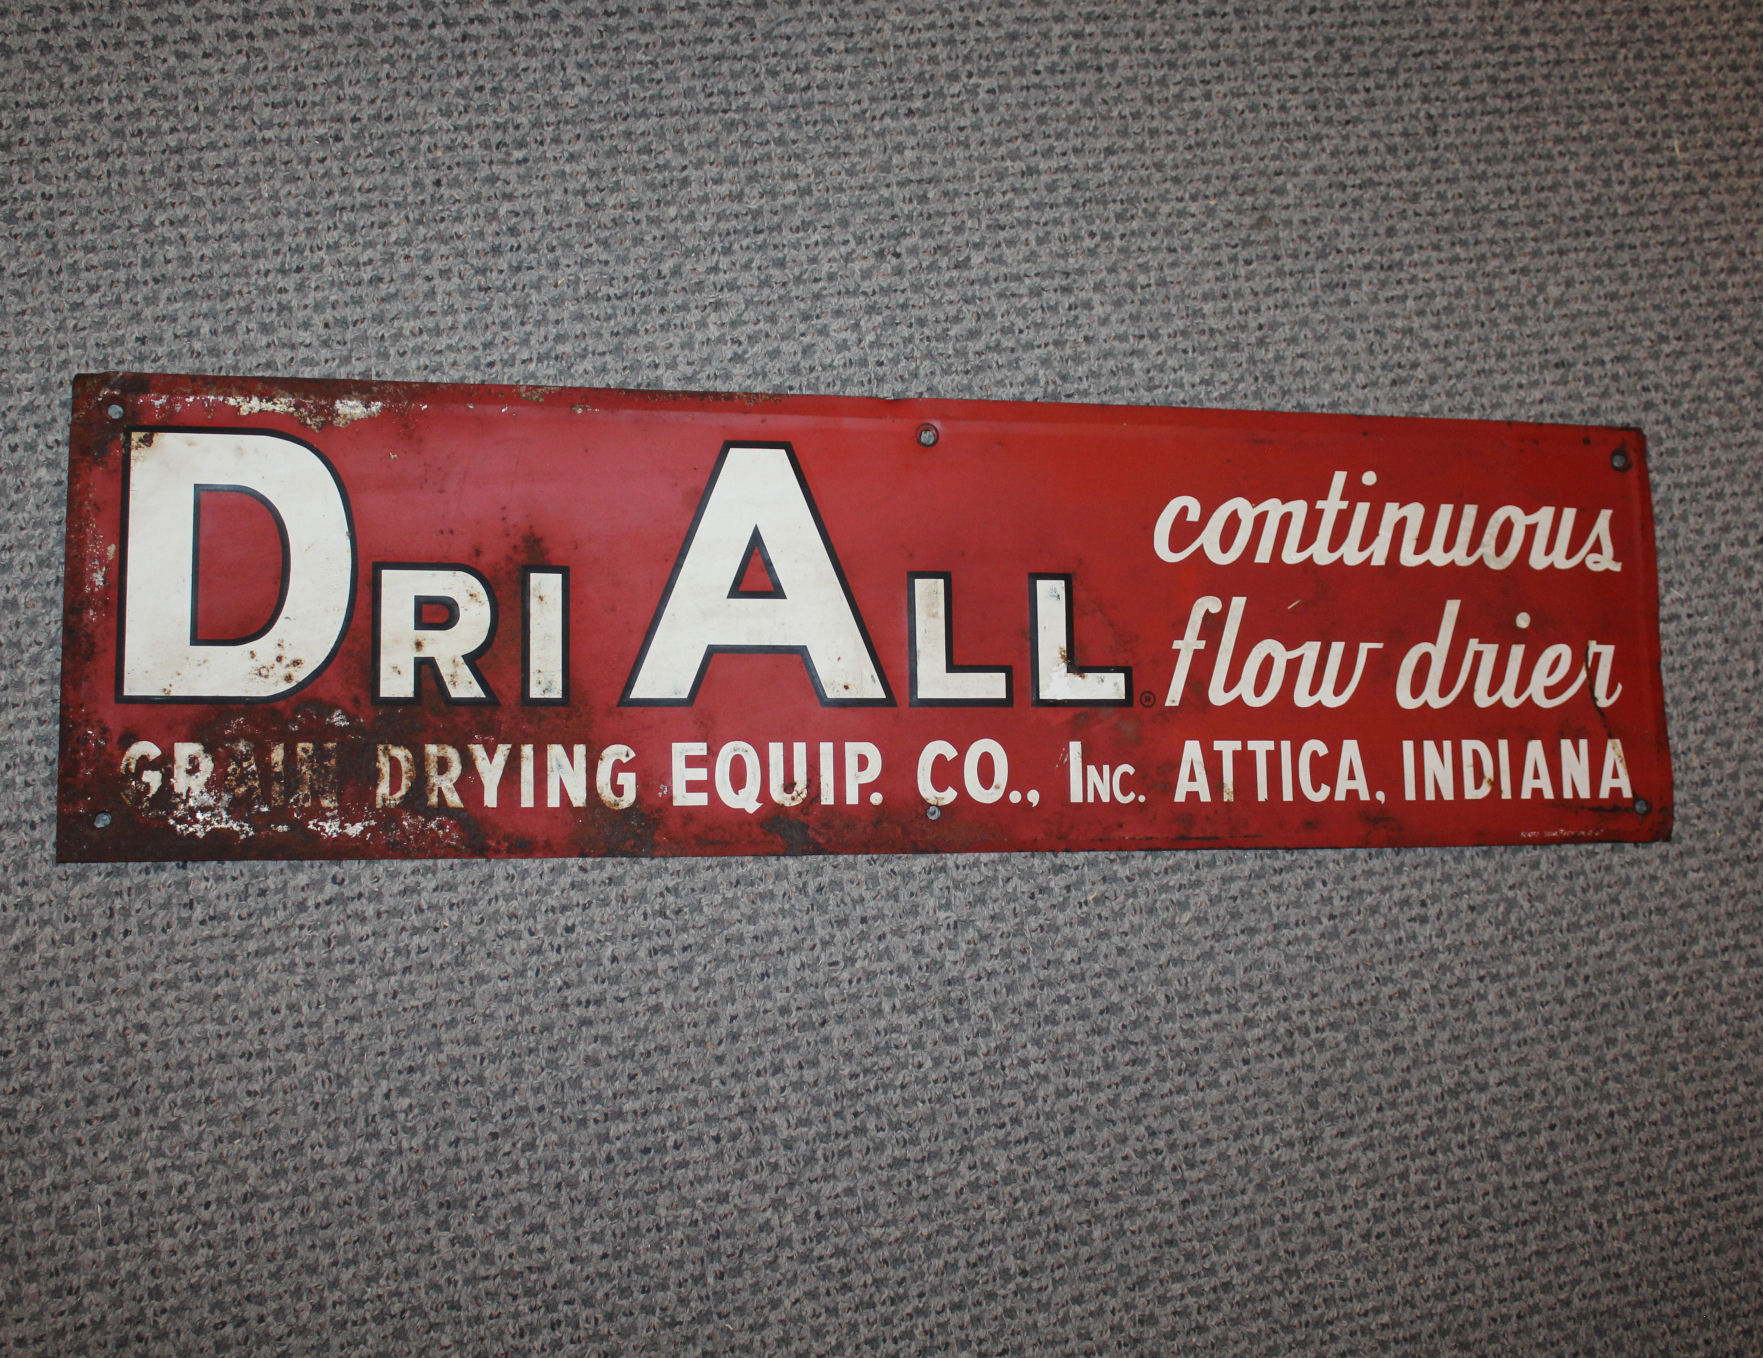 DRI ALL ®
continuous
flow drier
GRAIN DRYING EQUIP. CO., INC. ATTICA, INDIANA